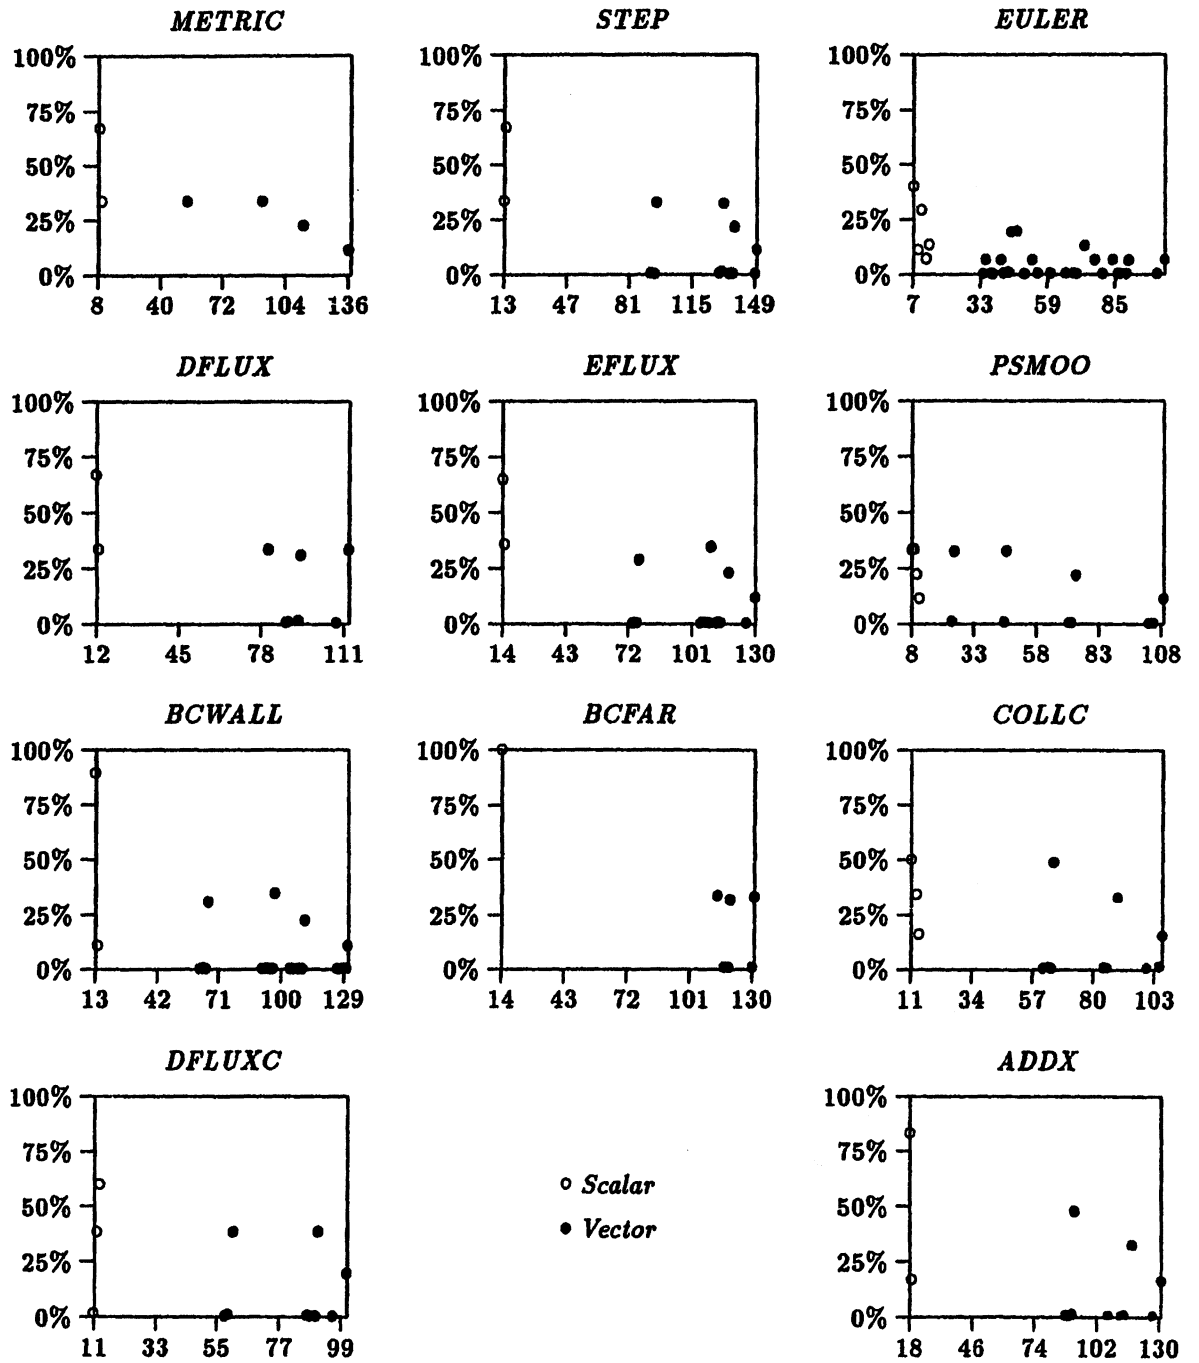 METRIC STEP EULER
100% 100% 100%
75% 75% 75%
50% 50% 50%
25% 25% 25%
0% 0% 0%
8 40 72 104 136 13 47 81 115 149 7 33 59 85
DFLUX EFLUX PSMOO
100% 100% 100%
75% 75% 75%
50% 50% 50%
25% 25% 25%
0% 0% 0%
12 45 78 111 14 43 72 101 130 8 33 58 83 108
BCWALL BCFAR COLLC
100% 100% 100%
75% 75% 75%
50% 50% 50%
25% 25% 25%
0% 0% 0%
13 42 71 100 129 14 43 72 101 130 11 34 57 80 103
DFLUXC ADDX
100% 100%
75% 75%
Scalar
50% 50%
Vector
25% 25%
0% 0%
11 33 55 77 99 18 46 74 102 130